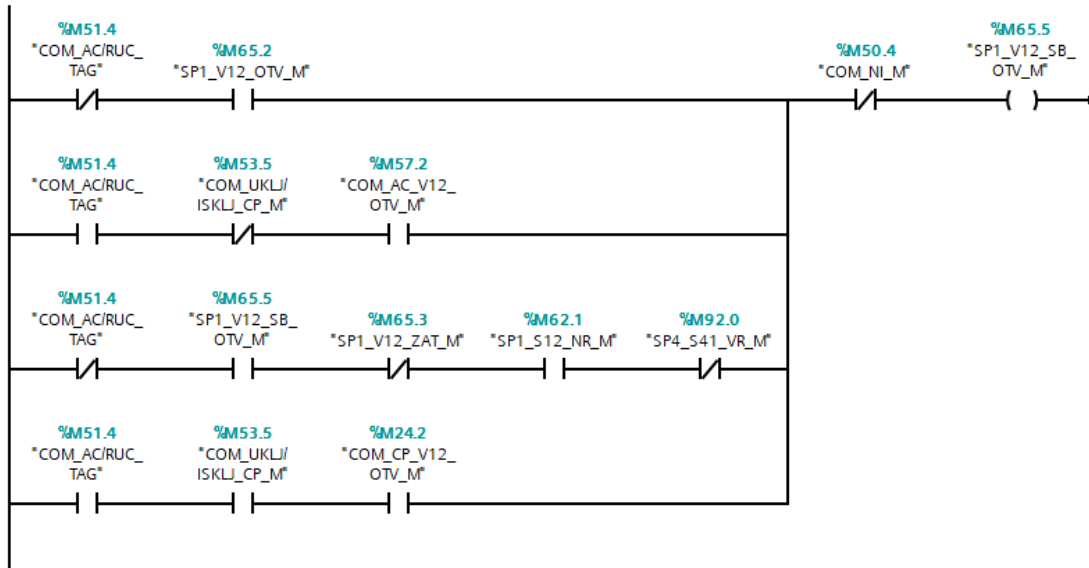 %M51.4
"COM_AC/RUC_
TAG"
%M65.2
"SP1_V12_OTV_M"
%M50.4
"COM_NI_M"
%M65.5
"SP1_V12_SB_
OTV_M"
%M51.4
"COM_AC/RUC_
TAG"
%M53.5
"COM_UKLJ/
ISKLJ_CP_M"
%M57.2
"COM_AC_V12_
OTV_M"
%M51.4
"COM_AC/RUC_
TAG"
%M65.5
"SP1_V12_SB_
OTV_M"
%M65.3
"SP1_V12_ZAT_M"
%M62.1
"SP1_S12_NR_M"
%M92.0
"SP4_S41_VR_M"
%M51.4
"COM_AC/RUC_
TAG"
%M53.5
"COM_UKLJ/
ISKLJ_CP_M"
%M24.2
"COM_CP_V12_
OTV_M"